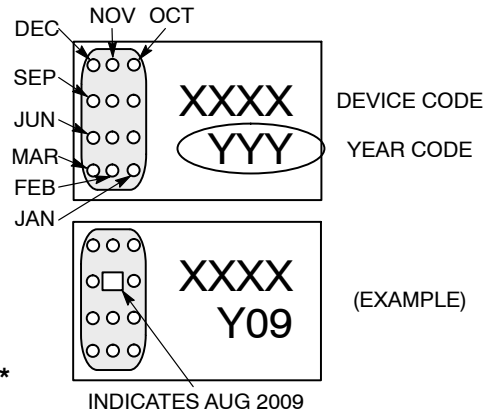 NOV OCT
DEC
SEP
XXXX DEVICE CODE
JUN
YYY YEAR CODE
MAR
FEB
JAN
XXXX
(EXAMPLE)
Y09
*
INDICATES AUG 2009